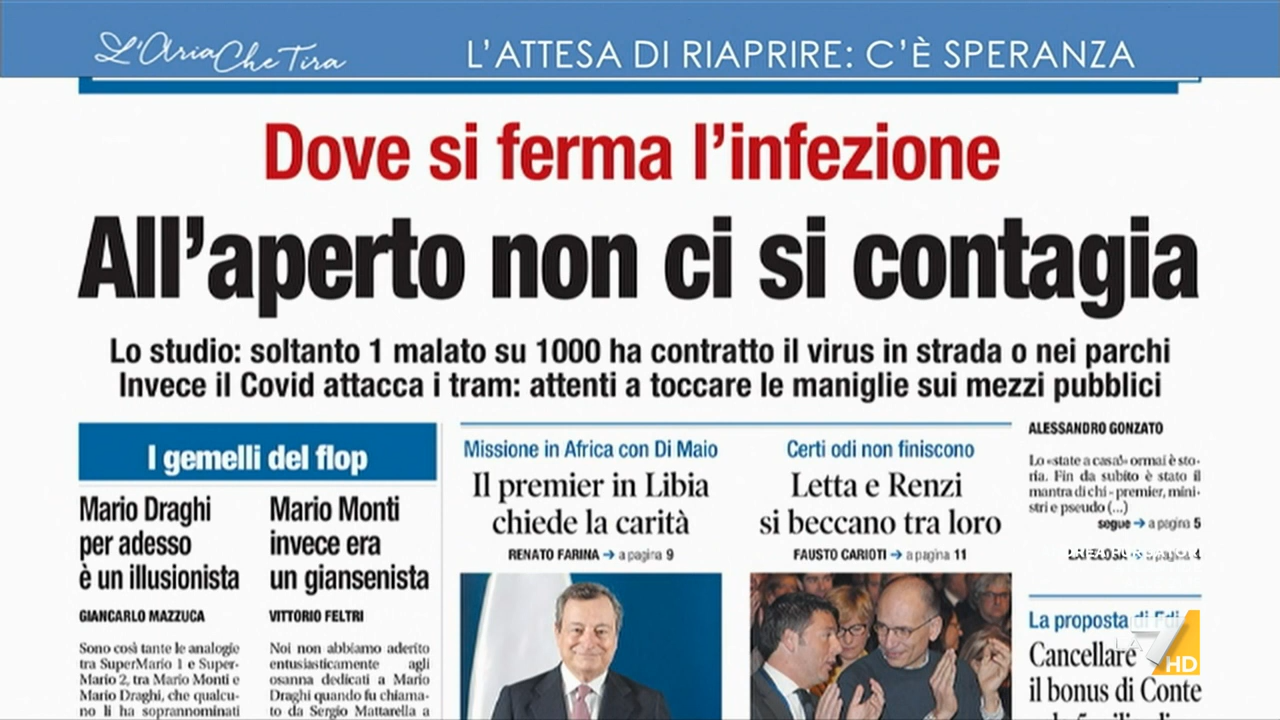 L'Aria Che Tira
L'ATTESA DI RIAPRIRE: C'È SPERANZA
Dove si ferma l'infezione
All'aperto non ci si contagia
Lo studio: soltanto 1 malato su 1000 ha contratto il virus in strada o nei parchi
Invece il Covid attacca i tram: attenti a toccare le maniglie sui mezzi pubblici
I gemelli del flop
Mario Draghi
per adesso
è un illusionista
GIANCARLO MAZZUCA
Sono così tante le analogie
tra SuperMario 1 e Super-
Mario 2, tra Mario Monti e
Mario Draghi, che qualcu-
no li ha soprannominati
Mario Monti
invece era
un giansenista
VITTORIO FELTRI
Noi non abbiamo aderito
entusiasticamente agli
osanna dedicati a Mario
Draghi quando fu chiama-
to da Sergio Mattarella a
Missione in Africa con Di Maio
Il premier in Libia
chiede la carità
RENATO FARINA ➔ a pagina 9
Certi odi non finiscono
Letta e Renzi
si beccano tra loro
FAUSTO CARIOTI ➔ a pagina 11
ALESSANDRO GONZATO
Lo «state a casa!» ormai è sto-
ria. Fin da subito è stato il
mantra di chi - premier, mini-
stri e pseudo (...)
segue ➔ a pagina 5
La proposta di FdI
Cancellare
il bonus di Conte
LA 7 HD